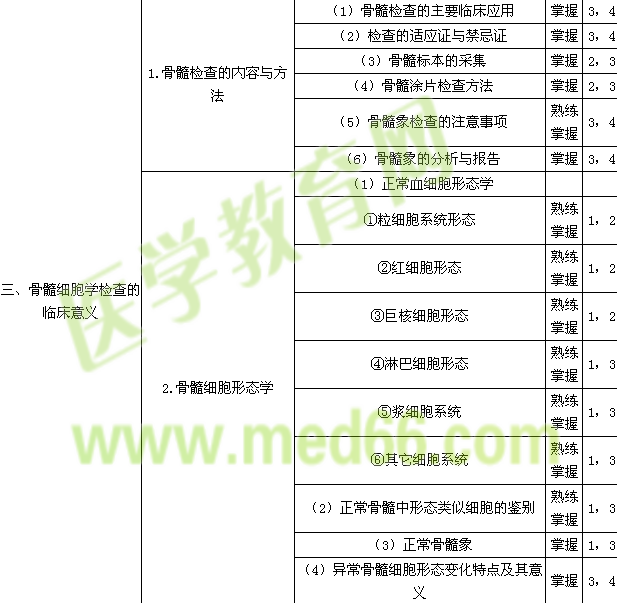 三、骨髓细胞学检查的
临床意义
1.骨髓检查的内容与方
法
(1) 骨髓检查的主要临床应用
掌握
3, 4
(2) 检查的适应证与禁忌证
掌握
3, 4
(3) 骨髓标本的采集
掌握
2, 3
(4) 骨髓涂片检查方法
掌握
2, 3
(5) 骨髓象检查的注意事项
熟练
掌握
3, 4
(6) 骨髓象的分析与报告
掌握
3, 4
2.骨髓细胞形态学
(1) 正常血细胞形态学
①粒细胞系统形态
熟练
掌握
1, 2
②红细胞形态
熟练
掌握
1, 2
③巨核细胞形态
熟练
掌握
1, 2
④淋巴细胞形态
熟练
掌握
1, 3
⑤浆细胞系统
熟练
掌握
1, 3
⑥其它细胞系统
熟练
掌握
1, 3
(2) 正常骨髓中形态类似细胞的鉴别
熟练
掌握
1, 3
(3) 正常骨髓象
掌握
1, 3
(4) 异常骨髓细胞形态变化特点及其意
义
掌握
3, 4
医学教育网
www.med66.com